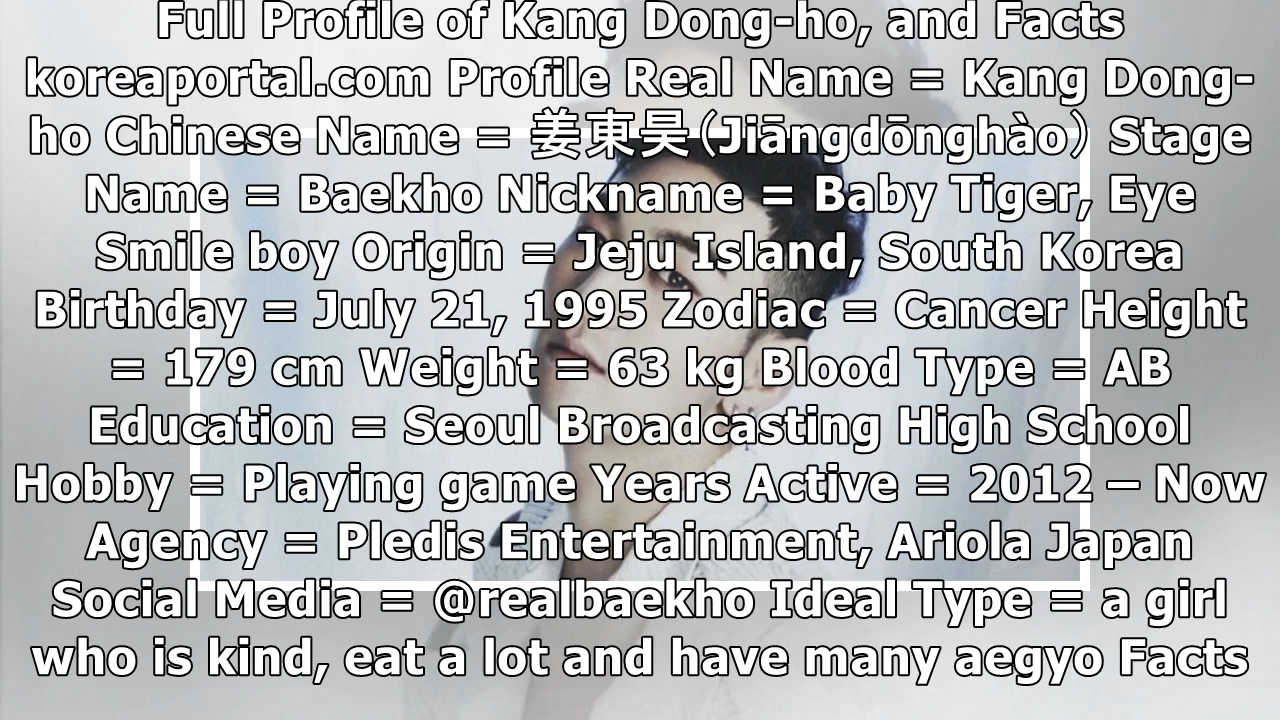 Full Profile of Kang Dong-ho, and Facts
koreaportal.com Profile Real Name = Kang Dong-
ho Chinese Name = 姜東昊（Jiāngdōnghào） Stage
Name = Baekho Nickname = Baby Tiger, Eye
Smile boy Origin = Jeju Island, South Korea
Birthday = July 21, 1995 Zodiac = Cancer Height
= 179 cm Weight = 63 kg Blood Type = AB
Education = Seoul Broadcasting High School
Hobby = Playing game Years Active = 2012 – Now
Agency = Pledis Entertainment, Ariola Japan
Social Media = @realbaekho Ideal Type = a girl
who is kind, eat a lot and have many aegyo Facts